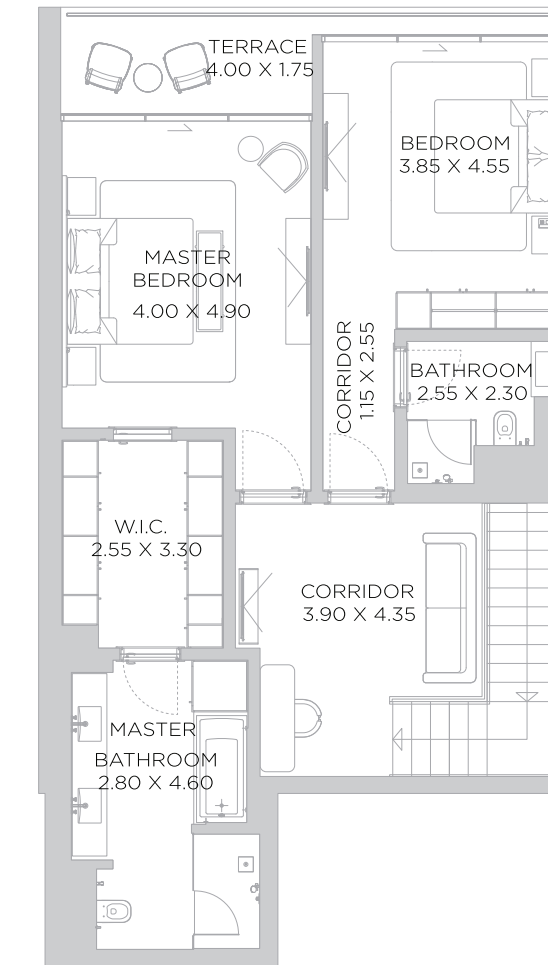 TERRACE
4.00 X 1.75
BEDROOM
3.85 X 4.55
MASTER
BEDROOM
4.00 X 4.90
CORRIDOR
1.15 X 2.55
BATHROOM
2.55 X 2.30
W.I.C.
2.55 X 3.30
CORRIDOR
3.90 X 4.35
MASTER
BATHROOM
2.80 X 4.60